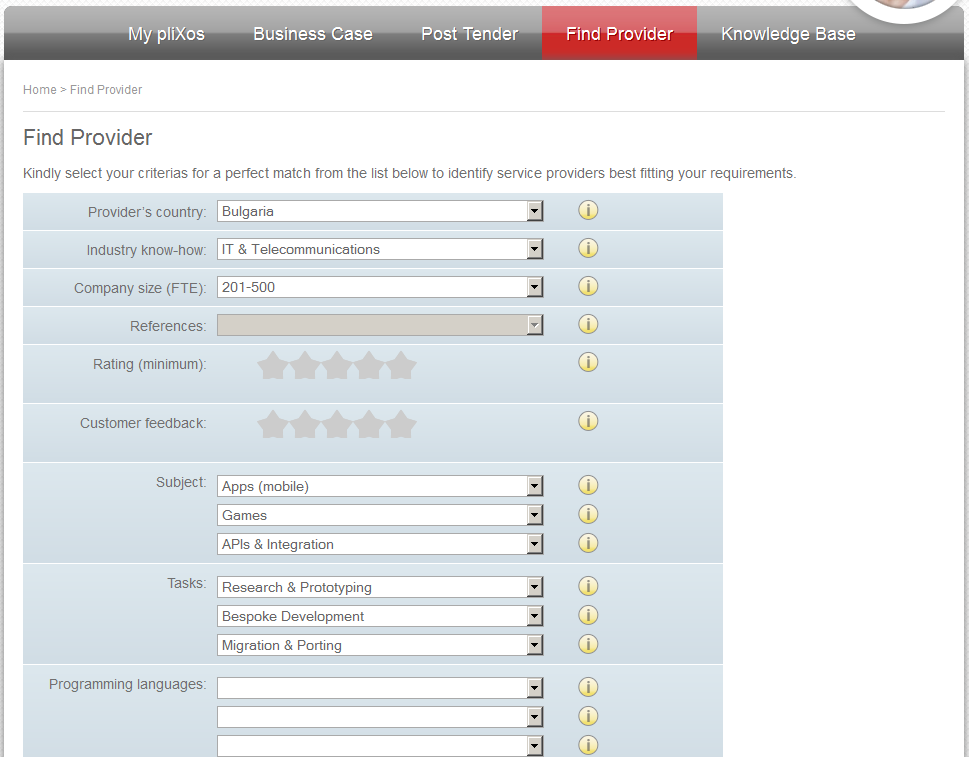 My pliXos Business Case Post Tender Find Provider Knowledge Base
Home > Find Provider
Find Provider
Kindly select your criterias for a perfect match from the list below to identify service providers best fitting your requirements.
Provider's country: Bulgaria
Industry know-how: IT & Telecommunications
Company size (FTE): 201-500
References:
Rating (minimum):
Customer feedback:
Subject: Apps (mobile)
Games
APIs & Integration
Tasks: Research & Prototyping
Bespoke Development
Migration & Porting
Programming languages: